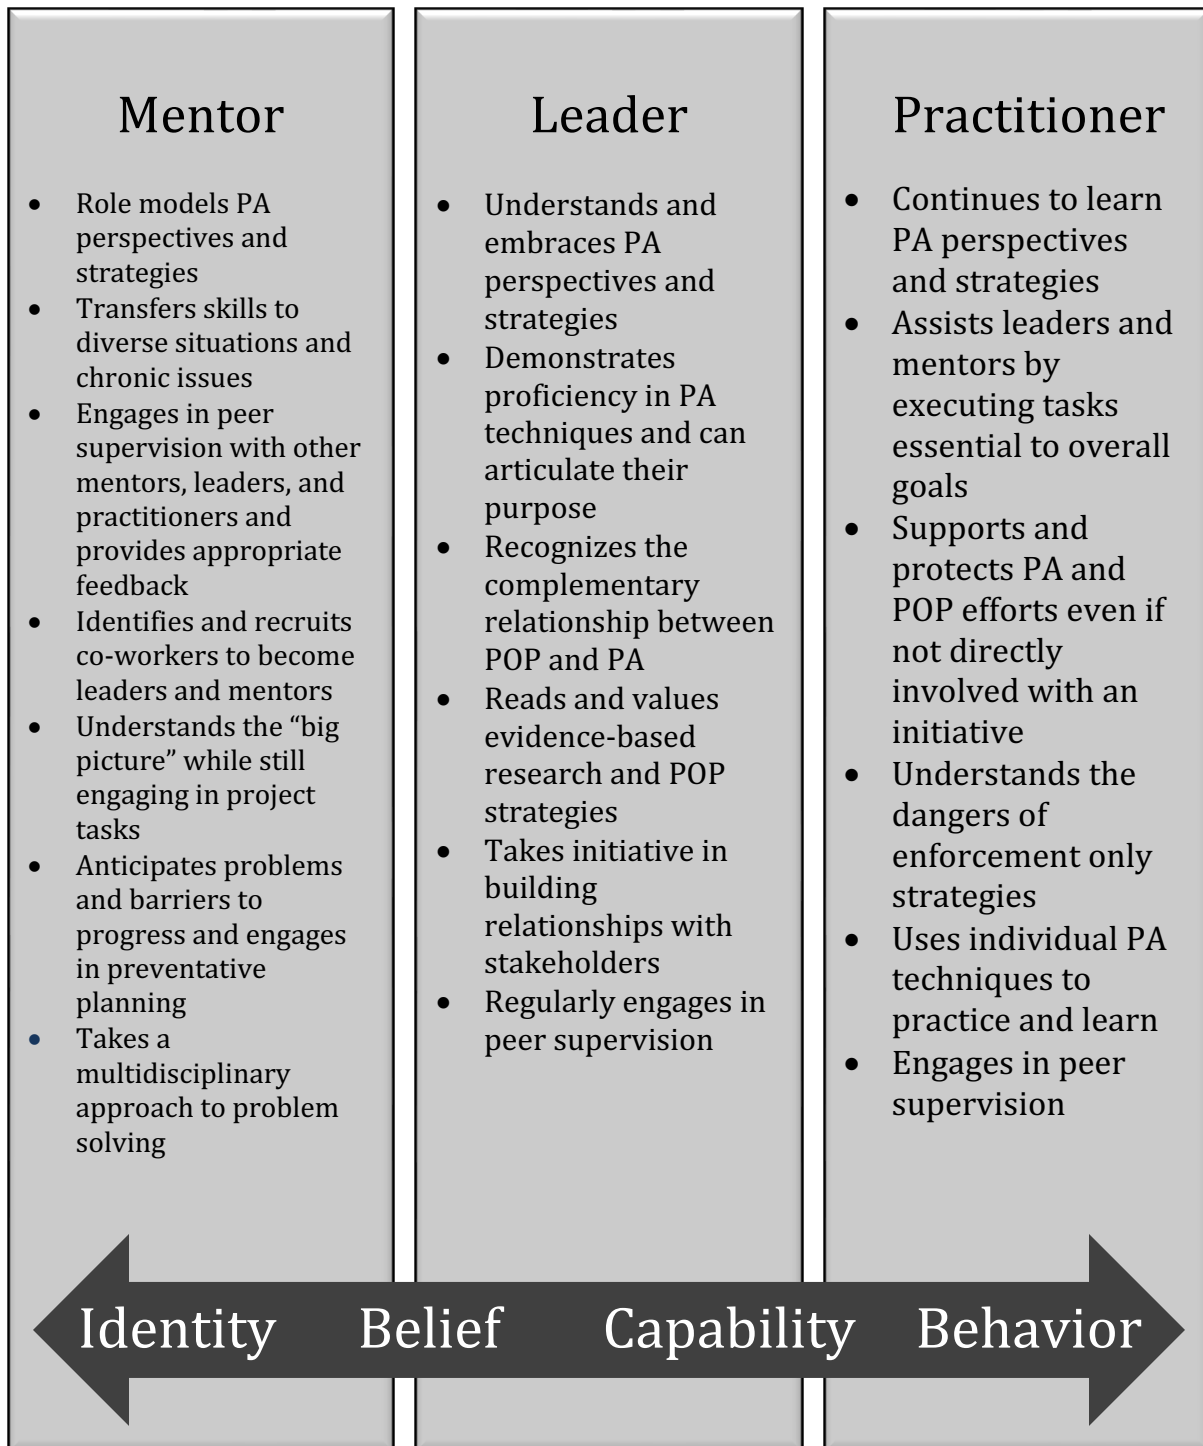 Mentor
• Role models PA
perspectives and
strategies
• Transfers skills to
diverse situations and
chronic issues
• Engages in peer
supervision with other
mentors, leaders, and
practitioners and
provides appropriate
feedback
• Identifies and recruits
co-workers to become
leaders and mentors
• Understands the “big
picture” while still
engaging in project
tasks
• Anticipates problems
and barriers to
progress and engages
in preventative
planning
• Takes a
multidisciplinary
approach to problem
solving
Leader
• Understands and
embraces PA
perspectives and
strategies
• Demonstrates
proficiency in PA
techniques and can
articulate their
purpose
• Recognizes the
complementary
relationship between
POP and PA
• Reads and values
evidence-based
research and POP
strategies
• Takes initiative in
building
relationships with
stakeholders
• Regularly engages in
peer supervision
Practitioner
• Continues to learn
PA perspectives
and strategies
• Assists leaders and
mentors by
executing tasks
essential to overall
goals
• Supports and
protects PA and
POP efforts even if
not directly
involved with an
initiative
• Understands the
dangers of
enforcement only
strategies
• Uses individual PA
techniques to
practice and learn
• Engages in peer
supervision
Identity Belief Capability Behavior